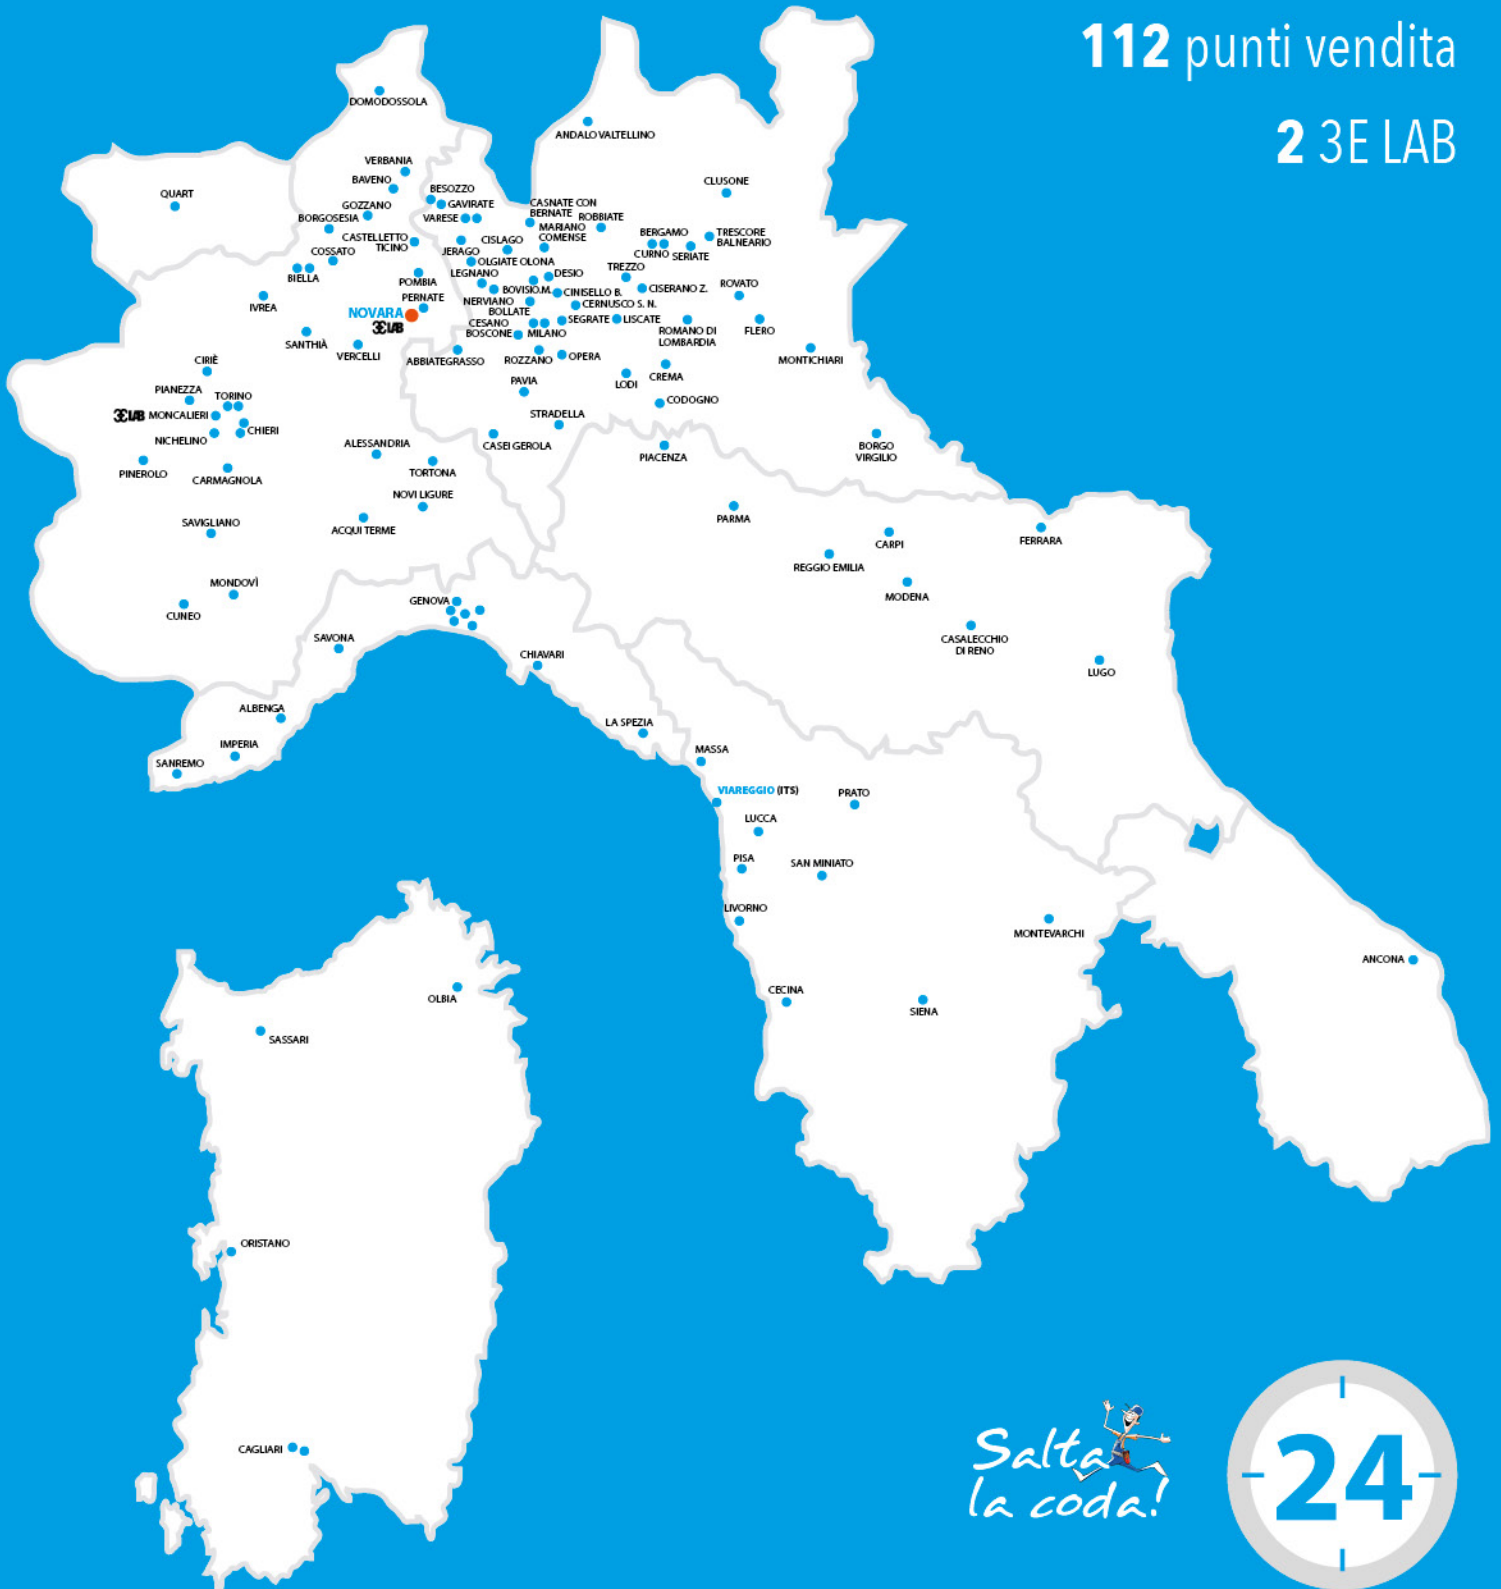 112 punti vendita
2 3E LAB
DOMODOSSOLA
ANDALO VALTELLINO
VERBANIA
BAVENO
QUART
GOZZANO
BORGOSESIA
CASTELLETTO
TICINO
COSSATO
BIELLA
POMBIA
IVREA
PERNATE
NOVARA
3E LAB
SANTHIÀ
VERCELLI
CIRIÈ
PIANEZZA
TORINO
3E LAB
MONCALIERI
CHIERI
NICHELINO
PINEROLO
CARMAGNOLA
ALESSANDRIA
TORTONA
NOVI LIGURE
ACQUI TERME
SAVIGLIANO
MONDOVÌ
CUNEO
BESOZZO
GAVIRATE
VARESE
CASNATE CON
BERNATE
ROBBIATE
MARIANO
COMENSE
CISLAGO
JERAGO
OLGIATE OLONA
LEGNANO
DESIO
BOVISIO M.
CINISELLO B.
NERVIANO
CERNUSCO S. N.
BOLLATE
CESANO
BOSCONE
MILANO
SEGRATE
LISCATE
ABBIATEGRASSO
ROZZANO
OPERA
PAVIA
STRADELLA
CASEI GEROLA
CLUSONE
BERGAMO
TRESCORE
BALNEARIO
CURNO
SERIATE
TREZZO
CISERANO Z.
ROVATO
ROMANO DI
LOMBARDIA
FLERO
MONTICHIARI
LODI
CREMA
CODOGNO
BORGO
VIRGILIO
PIACENZA
PARMA
REGGIO EMILIA
CARPI
MODENA
FERRARA
CASALECCHIO
DI RENO
LUGO
GENOVA
SAVONA
CHIAVARI
ALBENGA
IMPERIA
SANREMO
LA SPEZIA
MASSA
VIAREGGIO (ITS)
PRATO
LUCCA
PISA
SAN MINIATO
LIVORNO
MONTEVARCHI
CECINA
SIENA
ANCONA
OLBIA
SASSARI
ORISTANO
CAGLIARI
Salta
la coda!
24